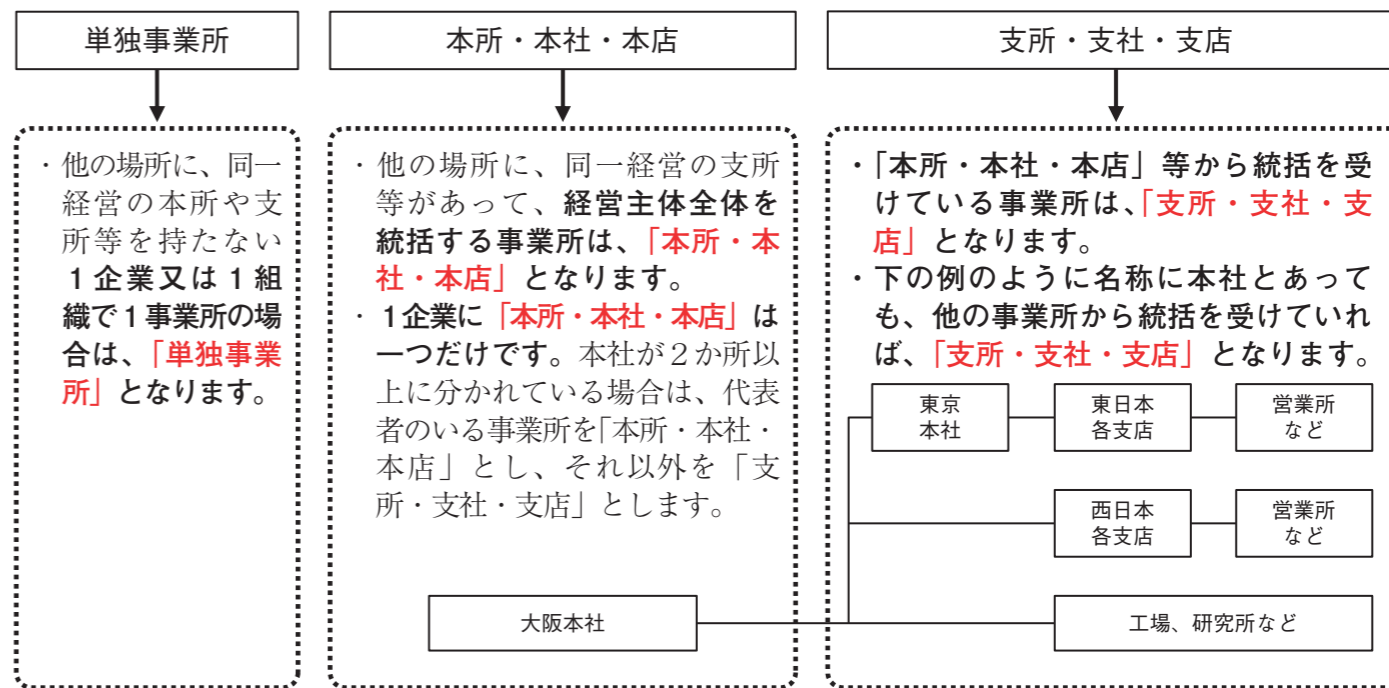 単独事業所
・他の場所に、同一
経営の本所や支
所等を持たない
１企業又は１組
織で１事業所の場
合は、「単独事業
所」となります。
本所・本社・本店
・他の場所に、同一経営の支所
等があって、経営主体全体を
統括する事業所は、「本所・本
社・本店」となります。
・１企業に「本所・本社・本店」は
一つだけです。本社が２か所以
上に分かれている場合は、代表
者のいる事業所を「本所・本社・
本店」とし、それ以外を「支
所・支社・支店」とします。
大阪本社
支所・支社・支店
・「本所・本社・本店」等から統括を受
けている事業所は、「支所・支社・支
店」となります。
・下の例のように名称に本社とあって
も、他の事業所から統括を受けていれ
ば、「支所・支社・支店」となります。
東京
本社
東日本
各支店
営業所
など
西日本
各支店
営業所
など
工場、研究所など